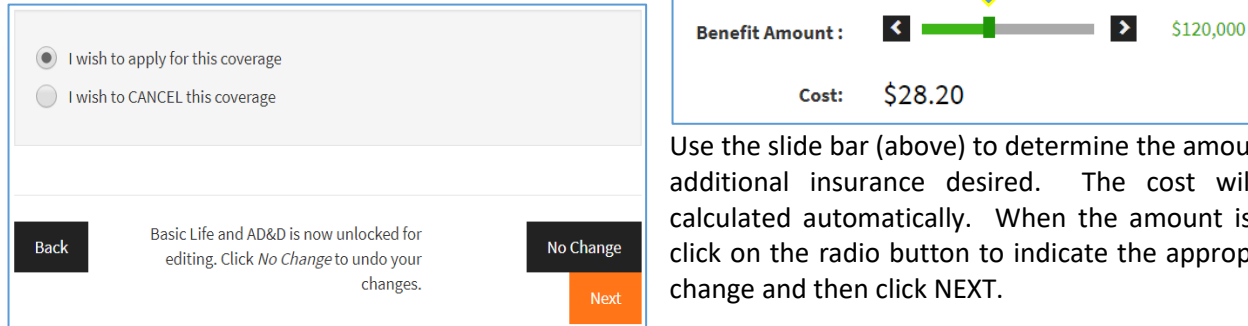 I wish to apply for this coverage
I wish to CANCEL this coverage
Back
Basic Life and AD&D is now unlocked for
editing. Click No Change to undo your
changes.
No Change
Next
Benefit Amount :
$120,000
Cost:
$28.20
Use the slide bar (above) to determine the
additional insurance desired. The cost
calculated automatically. When the amount
click on the radio button to indicate the
change and then click NEXT.